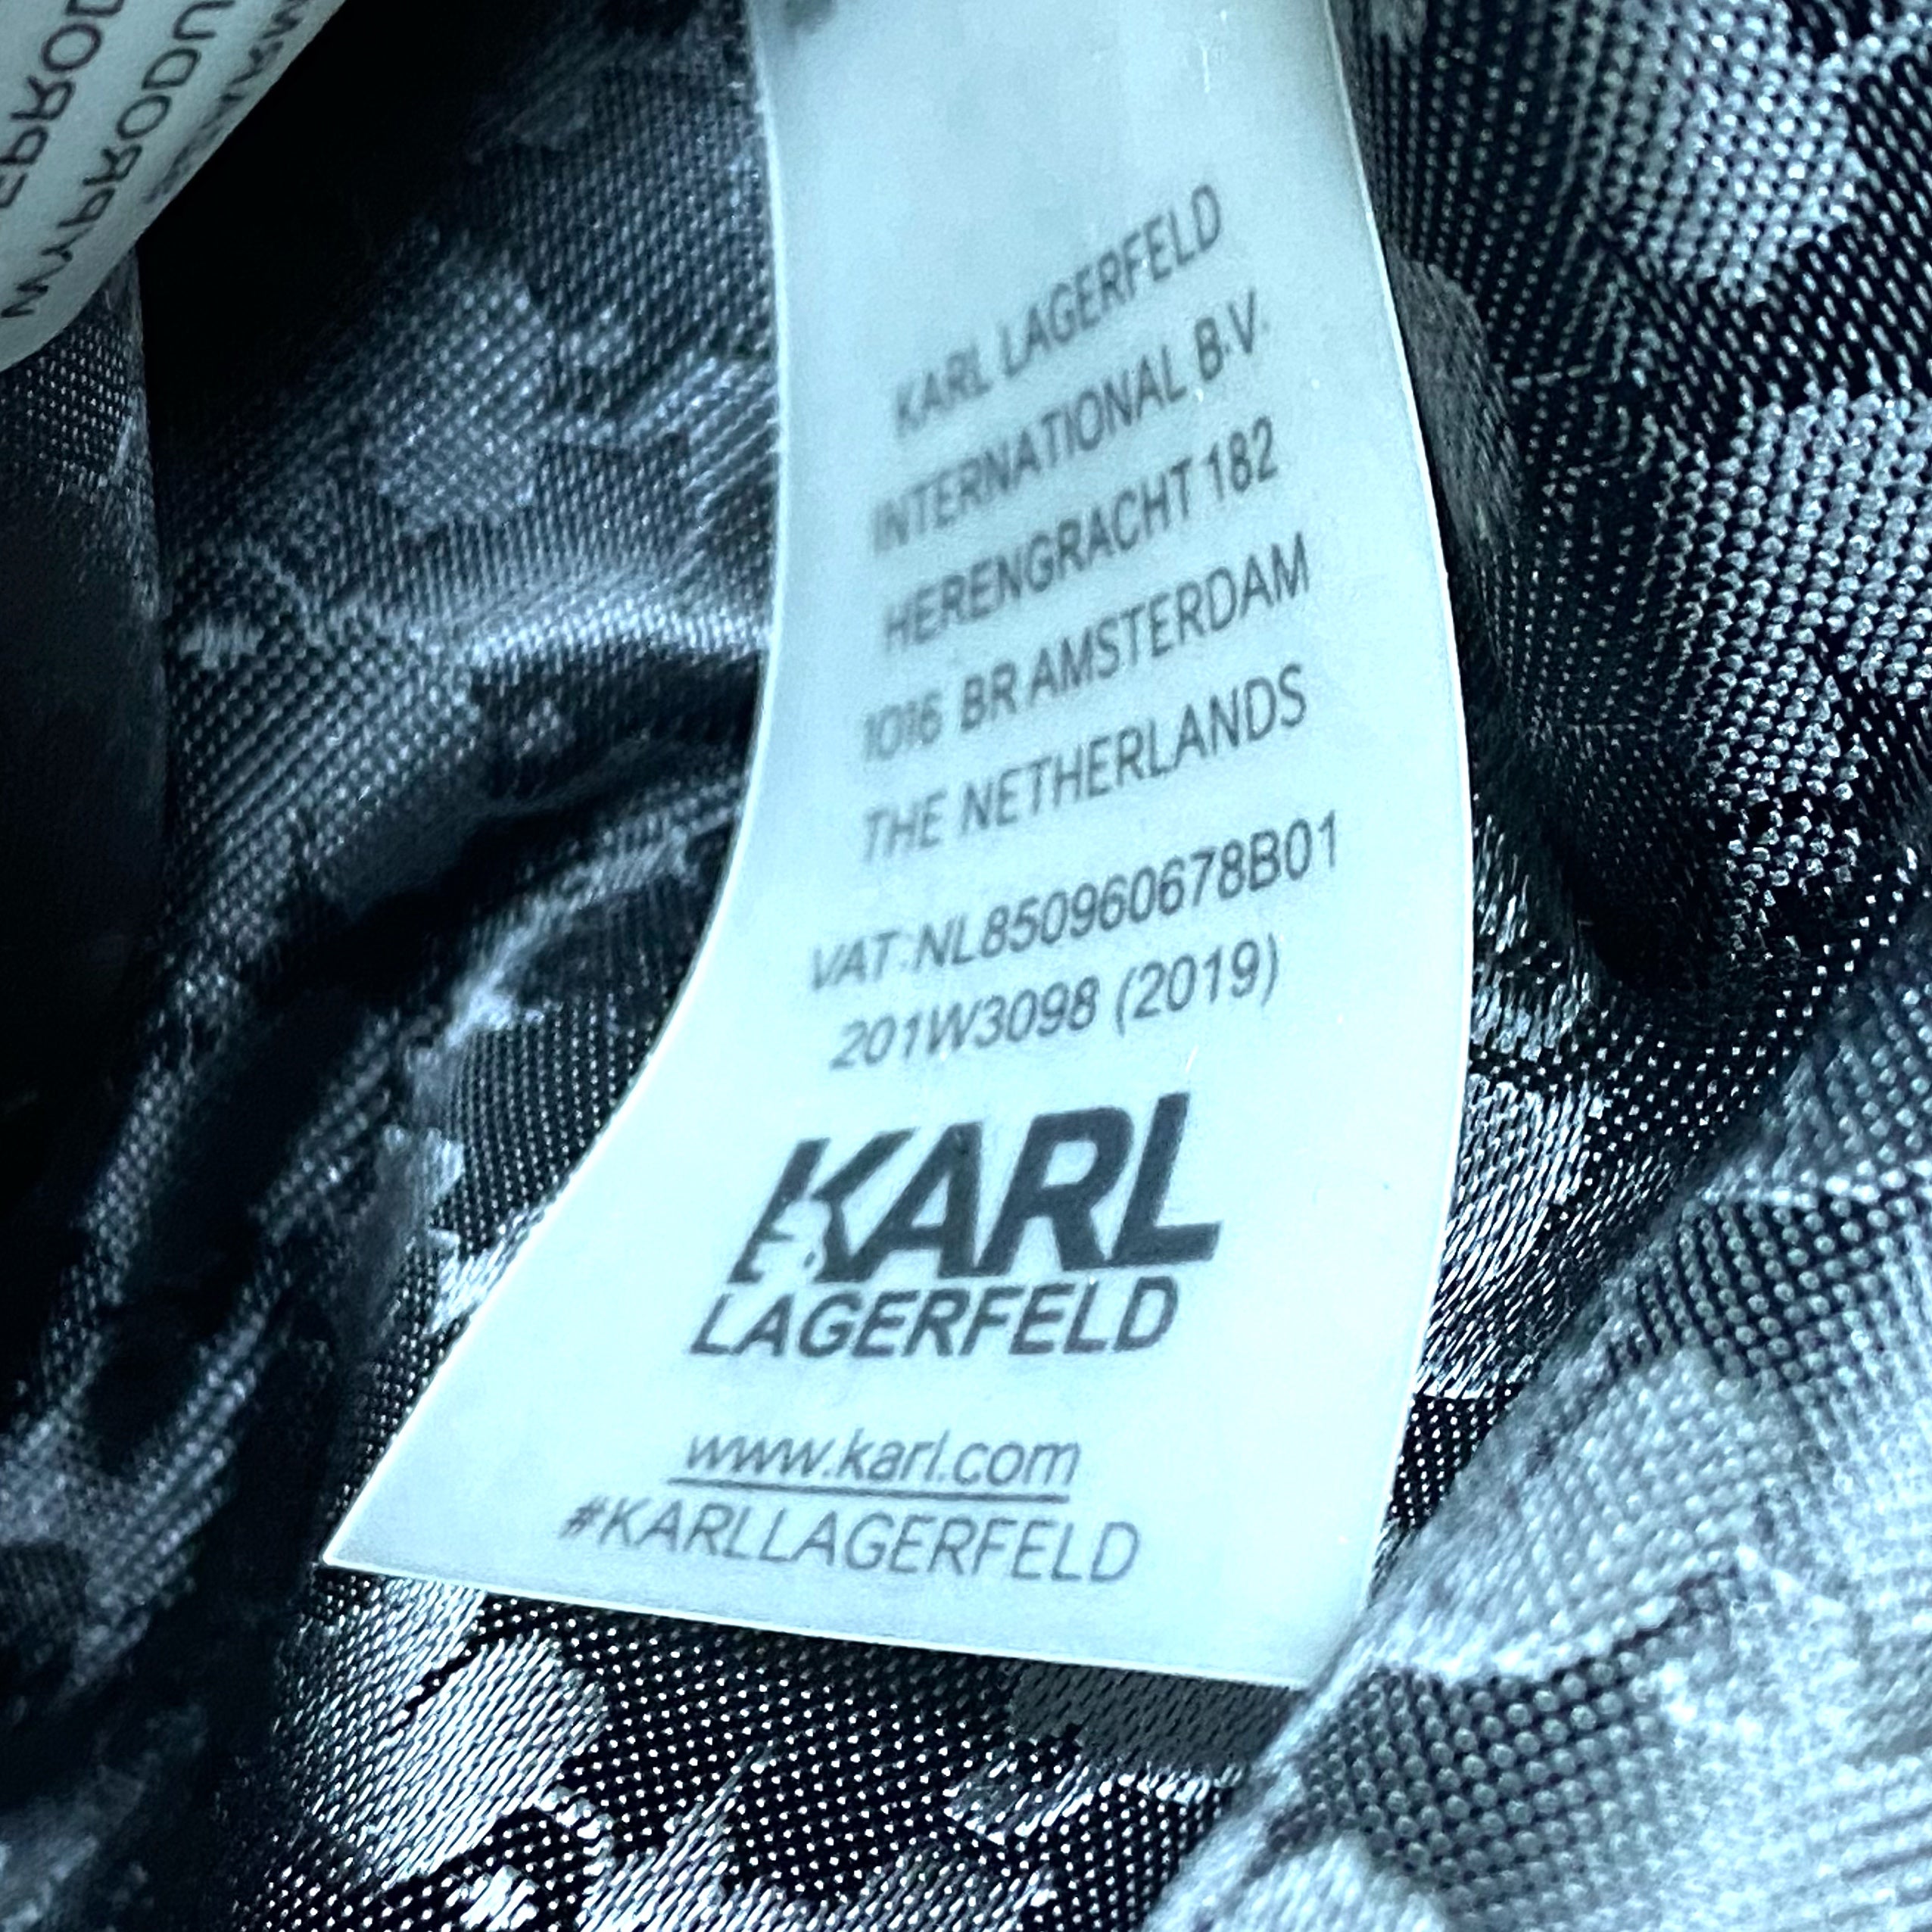 KARL LAGERFELD
INTERNATIONAL B.V.
HERENGRACHT 182
1016 BR AMSTERDAM
THE NETHERLANDS
VAT:NL850960678B01
201W3098 (2019)
KARL
LAGERFELD
www.karl.com
#KARLLAGERFELD